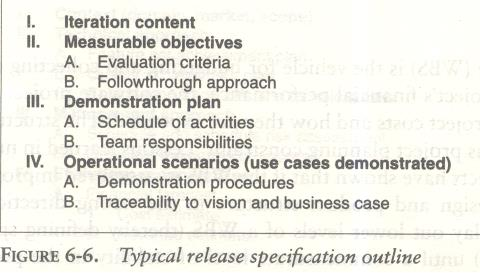 I. Iteration content
II. Measurable objectives
A. Evaluation criteria
B. Followthrough approach
III. Demonstration plan
A. Schedule of activities
B. Team responsibilities
IV. Operational scenarios (use cases demonstrated)
A. Demonstration procedures
B. Traceability to vision and business case
FIGURE 6-6. Typical release specification outline